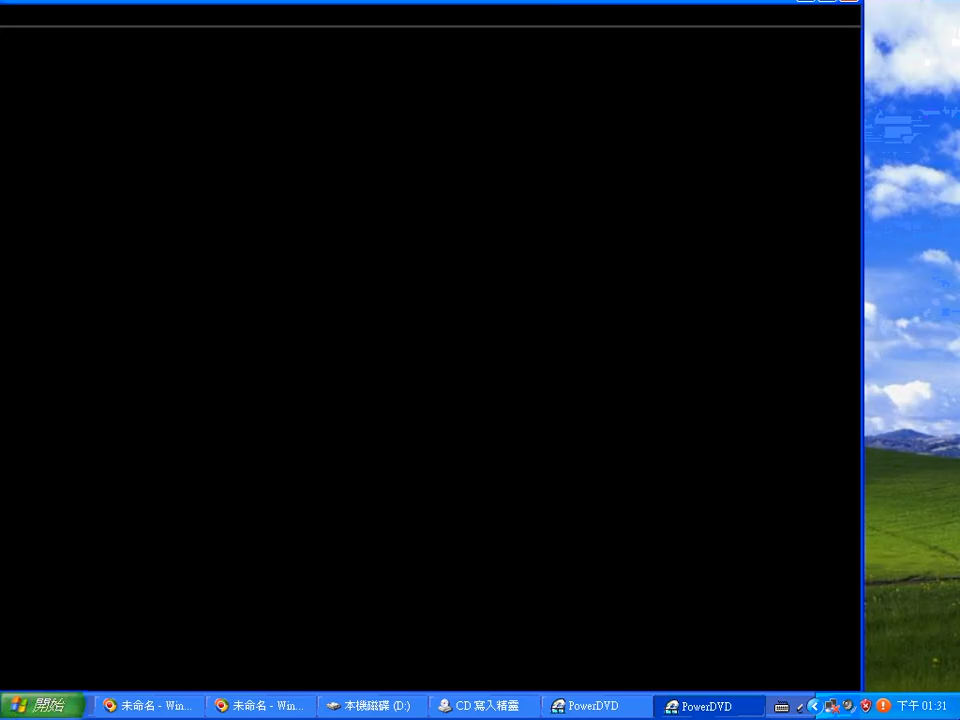 開始
未命名 - Win...
未命名 - Win...
本機磁碟 (D:)
CD 寫入精靈
PowerDVD
PowerDVD
下午 01:31